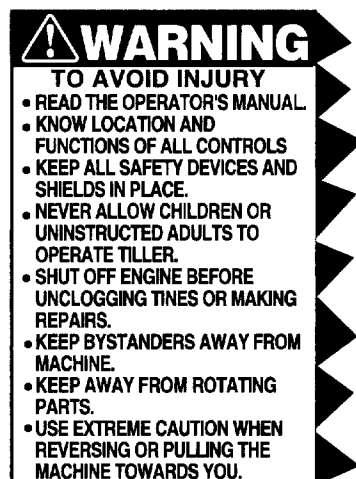 WARNING
TO AVOID INJURY
• READ THE OPERATOR'S MANUAL.
• KNOW LOCATION AND
FUNCTIONS OF ALL CONTROLS
• KEEP ALL SAFETY DEVICES AND
SHIELDS IN PLACE.
• NEVER ALLOW CHILDREN OR
UNINSTRUCTED ADULTS TO
OPERATE TILLER.
• SHUT OFF ENGINE BEFORE
UNCLOGGING TINES OR MAKING
REPAIRS.
• KEEP BYSTANDERS AWAY FROM
MACHINE.
• KEEP AWAY FROM ROTATING
PARTS.
• USE EXTREME CAUTION WHEN
REVERSING OR PULLING THE
MACHINE TOWARDS YOU.